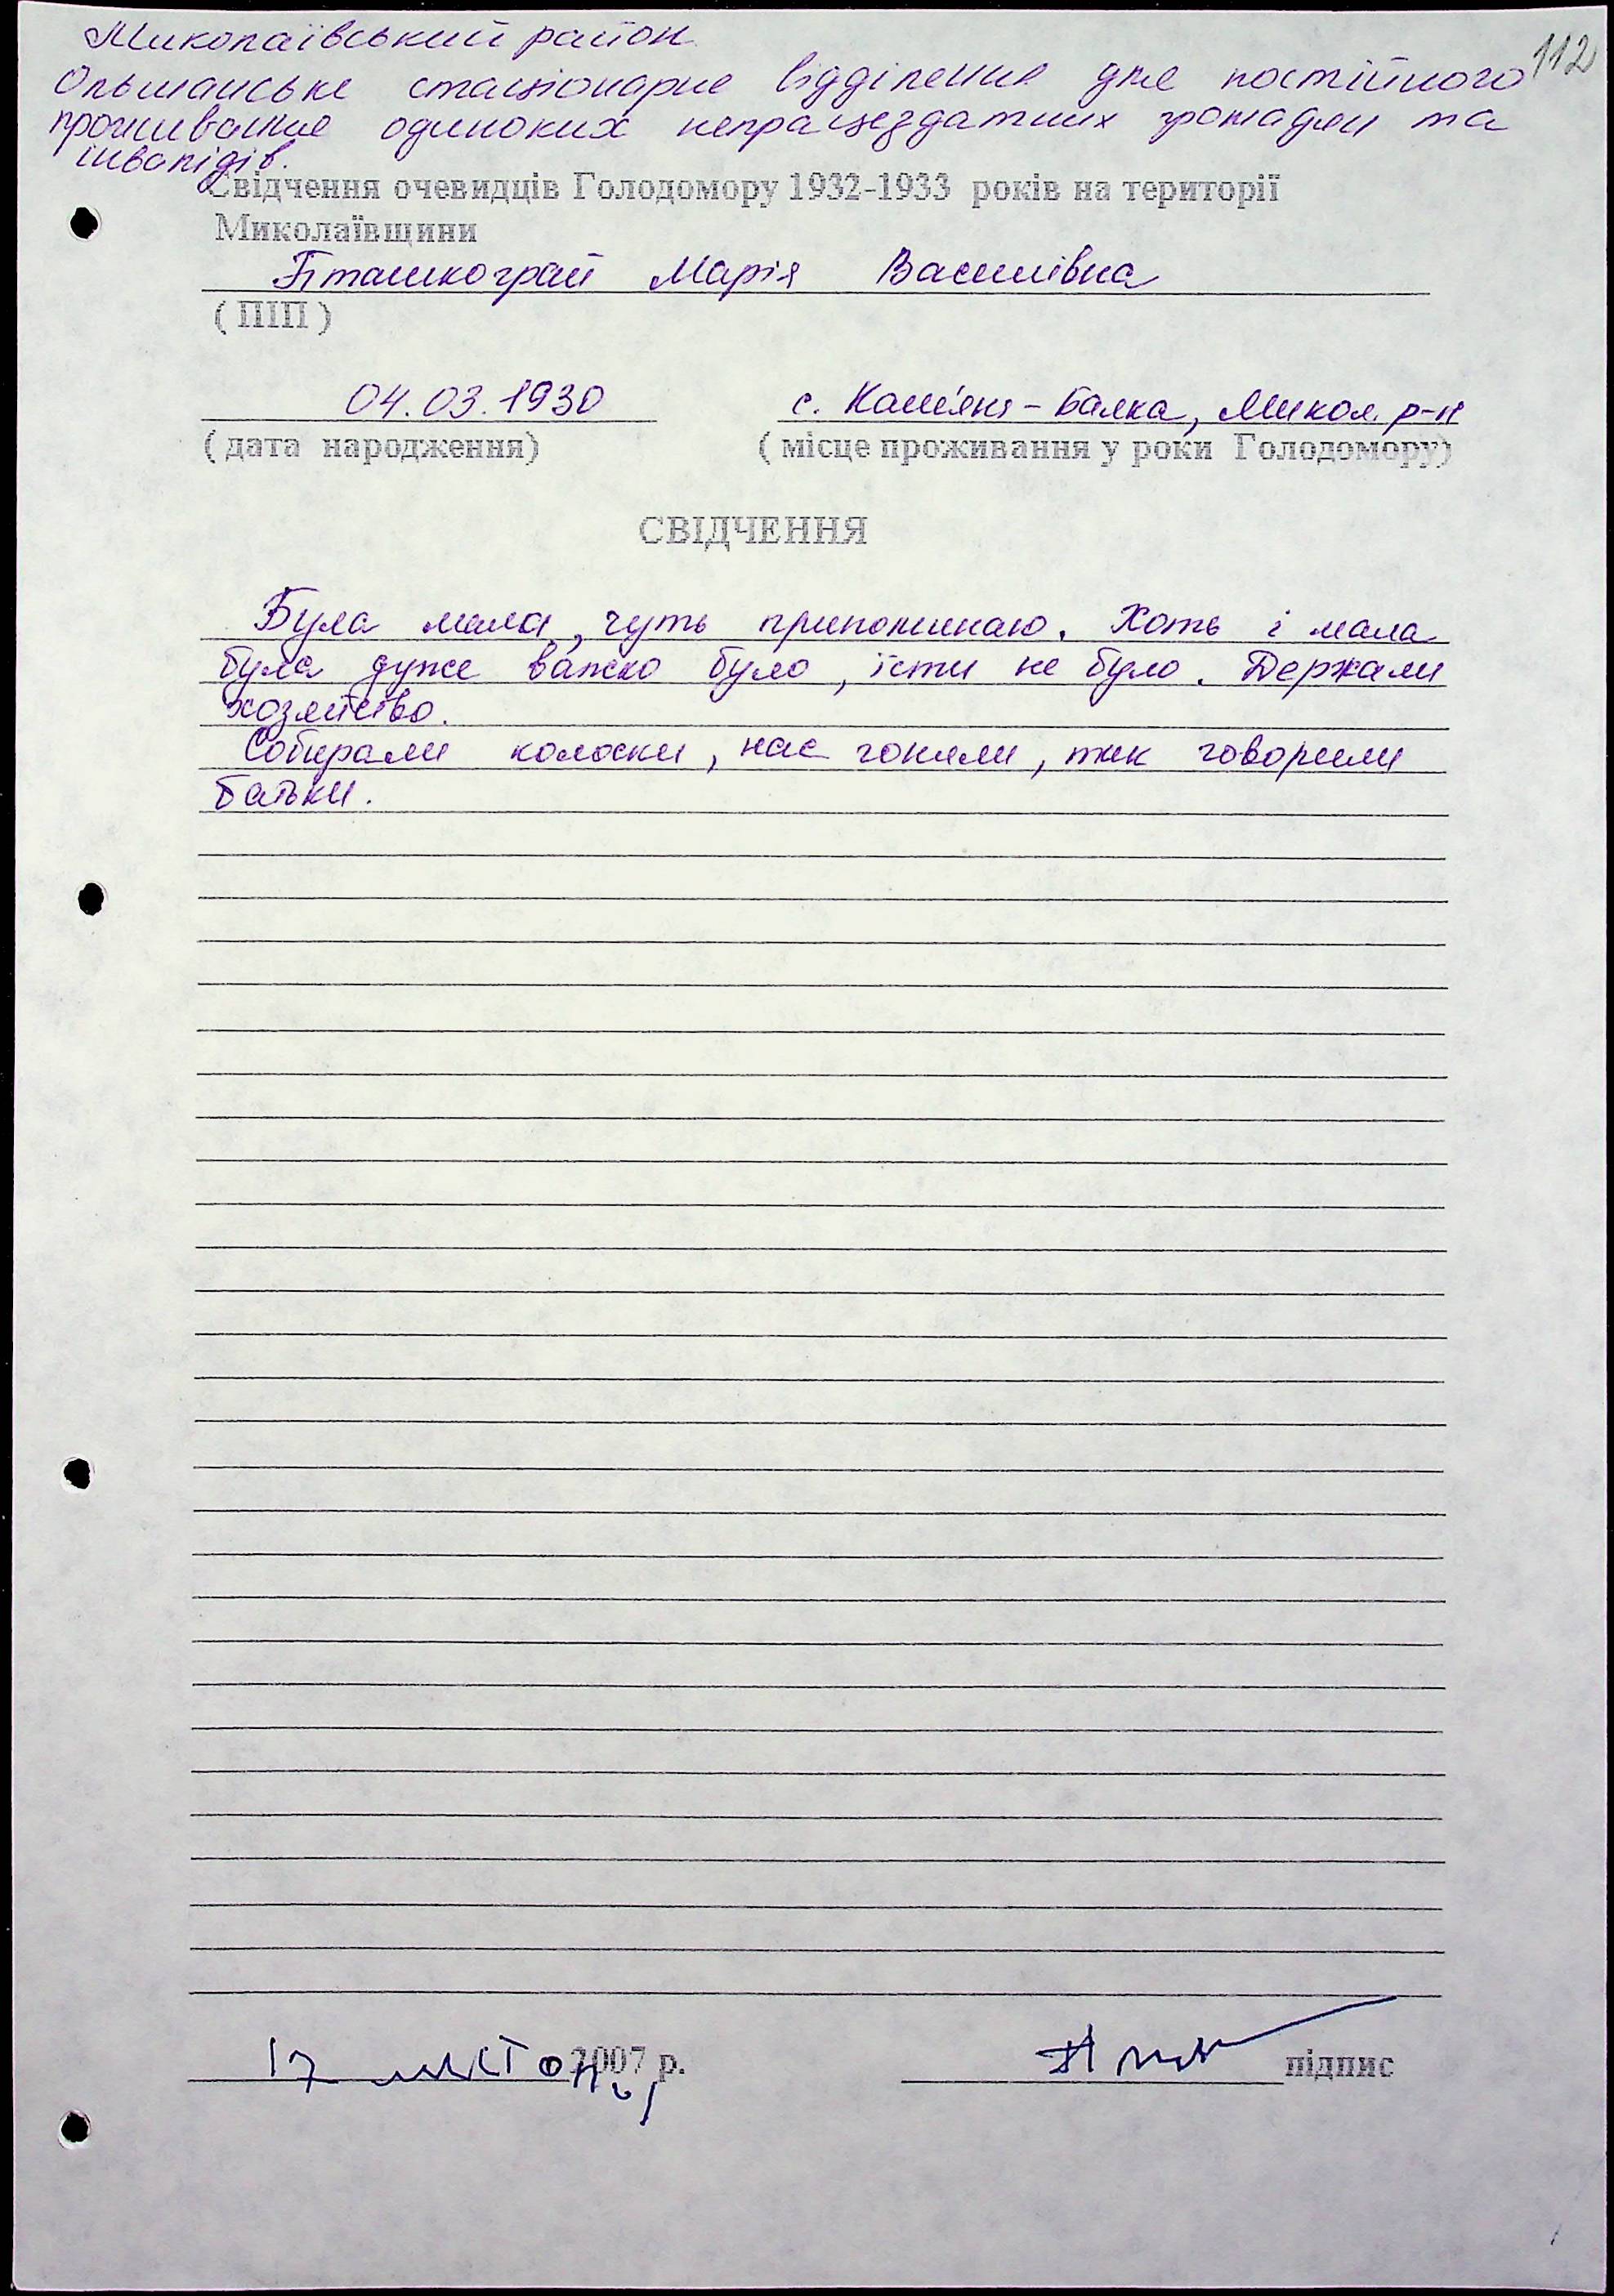 112
Миколаївський район
Ольшанське стаціонарне відділення для постійного
проживання одиноких непрацездатних громадян та
інвалідів.
Свідчення очевидців Голодомору 1932-1933 років на території
Миколаївщини
Пташкограй Марія Василівна
( ПІП )
04.03.1930 с. Кам'яна-Балка, Микол. р-н
( дата народження) ( місце проживання у роки Голодомору)
СВІДЧЕННЯ
Була мала, чуть припоминаю. Хоть і мала
була дуже важко було, їсти не було. Держали
хозяйство.
Собирали колоски, нас гонили, так говорили
батьки.
17 листопад 2007 р. підпис